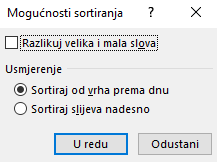 Mogućnosti sortiranja
Razlikuj velika i mala slova
Usmjerenje
Sortiraj od vrha prema dnu
Sortiraj slijeva nadesno
U redu
Odustani